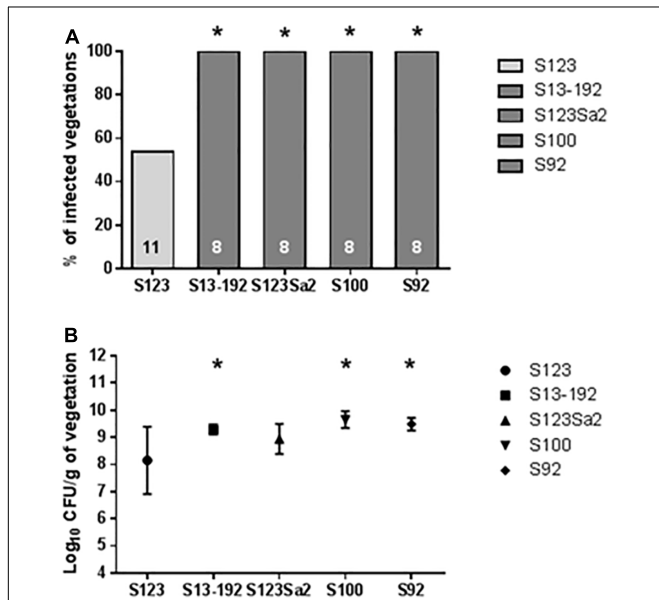 A
* * * *
% of infected vegetations
100
80
60
40
20
0
11 8 8 8 8
S123 S13-192 S123Sa2 S100 S92
S123
S13-192
S123Sa2
S100
S92
B
* * *
Log10 CFU/g of vegetation
12
11
10
9
8
7
6
5
4
S123 S13-192 S123Sa2 S100 S92
S123
S13-192
S123Sa2
S100
S92